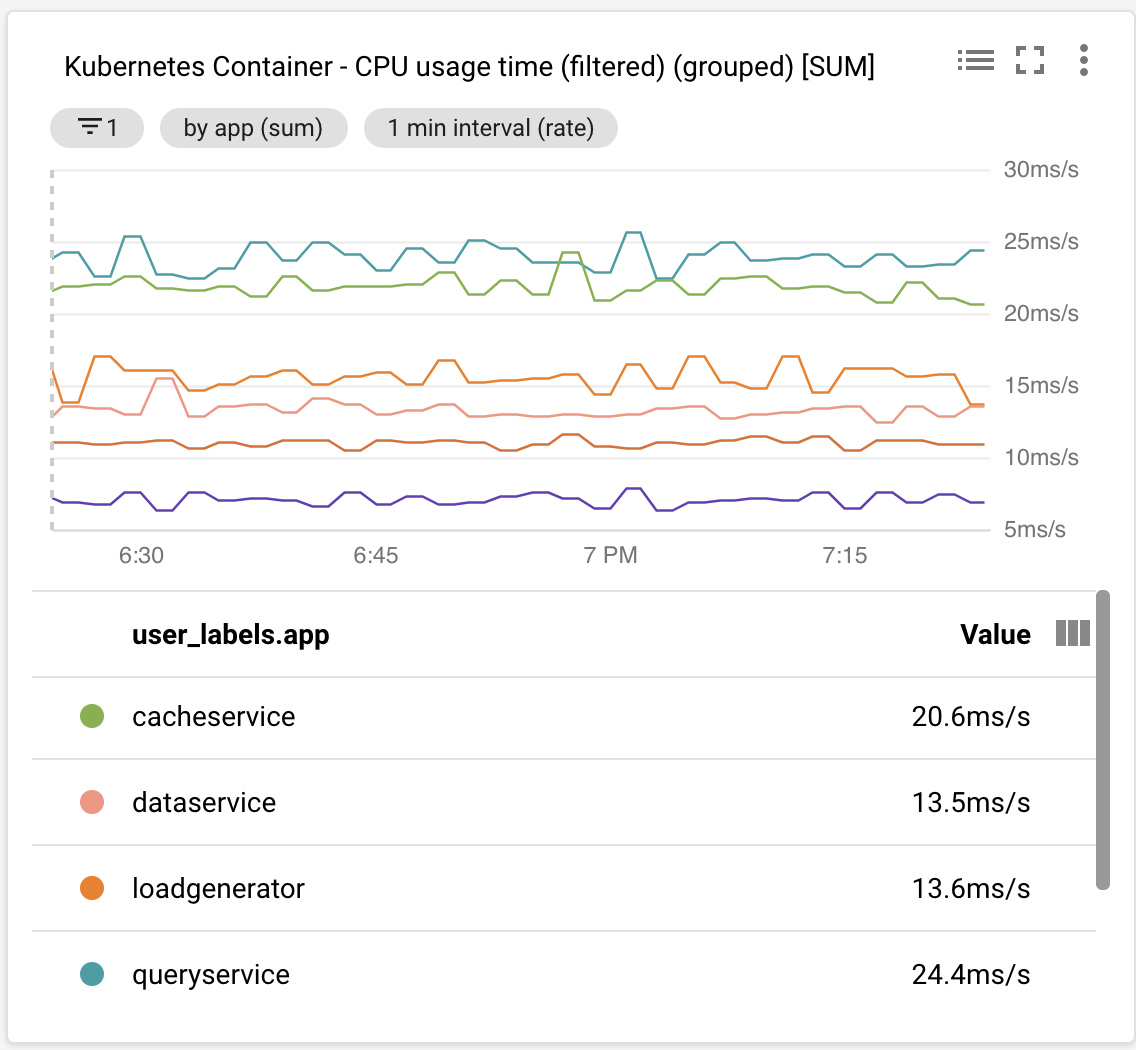 Kubernetes Container - CPU usage time (filtered) (grouped) [SUM]
1 by app (sum) 1 min interval (rate)
30ms/s
25ms/s
20ms/s
15ms/s
10ms/s
5ms/s
6:30 6:45 7 PM 7:15
user_labels.app Value
cacheservice 20.6ms/s
dataservice 13.5ms/s
loadgenerator 13.6ms/s
queryservice 24.4ms/s